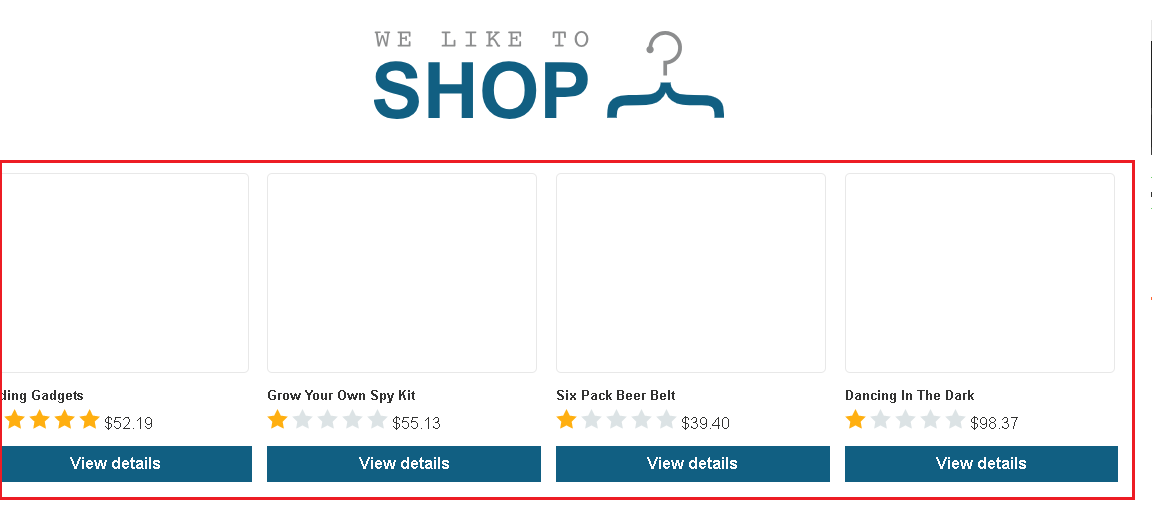 WE LIKE TO
SHOP
ding Gadgets
$52.19
View details
Grow Your Own Spy Kit
$55.13
View details
Six Pack Beer Belt
$39.40
View details
Dancing In The Dark
$98.37
View details